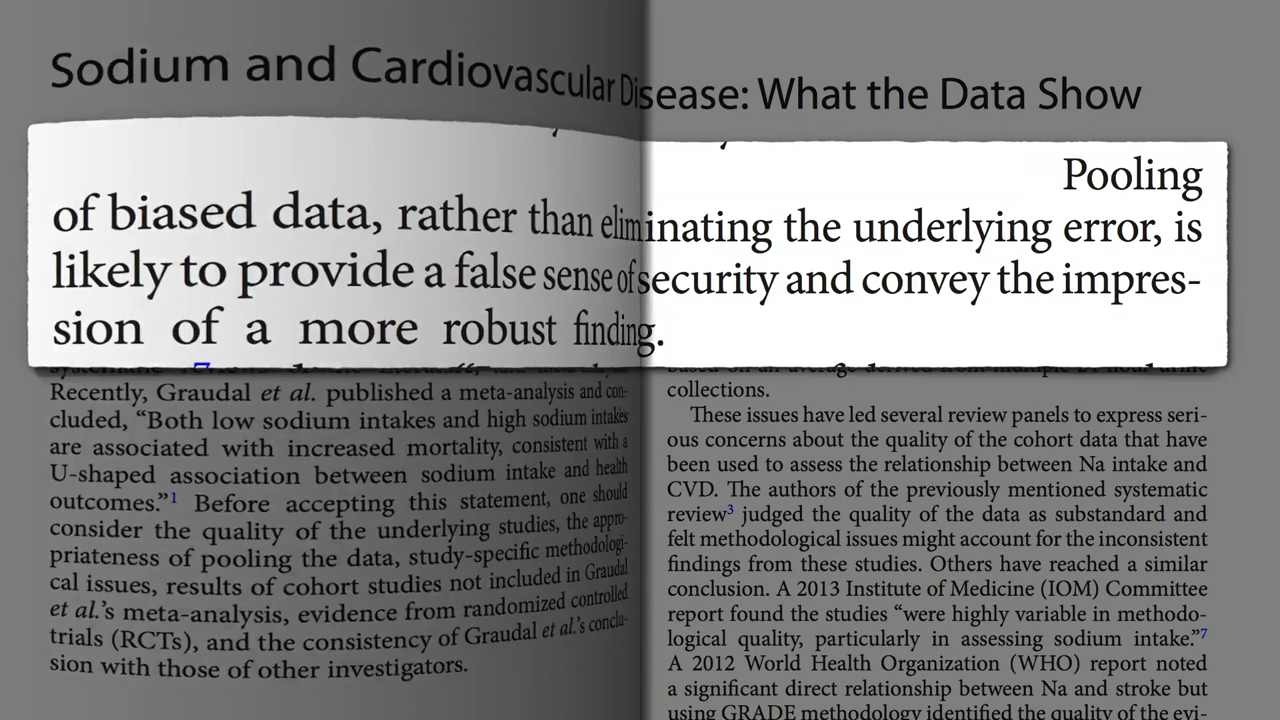 Sodium and Cardiovascular Disease: What the Data Show
Pooling
of biased data, rather than eliminating the underlying error, is
likely to provide a false sense of security and convey the impres-
sion of a more robust finding.
Recently, Graudal et al. published a meta-analysis and con-
cluded, “Both low sodium intakes and high sodium intakes
are associated with increased mortality, consistent with a
U-shaped association between sodium intake and health
outcomes.”1 Before accepting this statement, one should
consider the quality of the underlying studies, the appro-
priateness of pooling the data, study-specific methodologi-
cal issues, results of cohort studies not included in Graudal
et al.’s meta-analysis, evidence from randomized controlled
trials (RCTs), and the consistency of Graudal et al.’s conclu-
sion with those of other investigators.
collections.
These issues have led several review panels to express seri-
ous concerns about the quality of the cohort data that have
been used to assess the relationship between Na intake and
CVD. The authors of the previously mentioned systematic
review3 judged the quality of the data as substandard and
felt methodological issues might account for the inconsistent
findings from these studies. Others have reached a similar
conclusion. A 2013 Institute of Medicine (IOM) Committee
report found the studies “were highly variable in methodo-
logical quality, particularly in assessing sodium intake.”7
A 2012 World Health Organization (WHO) report noted
a significant direct relationship between Na and stroke but
using GRADE methodology identified the quality of the evi-